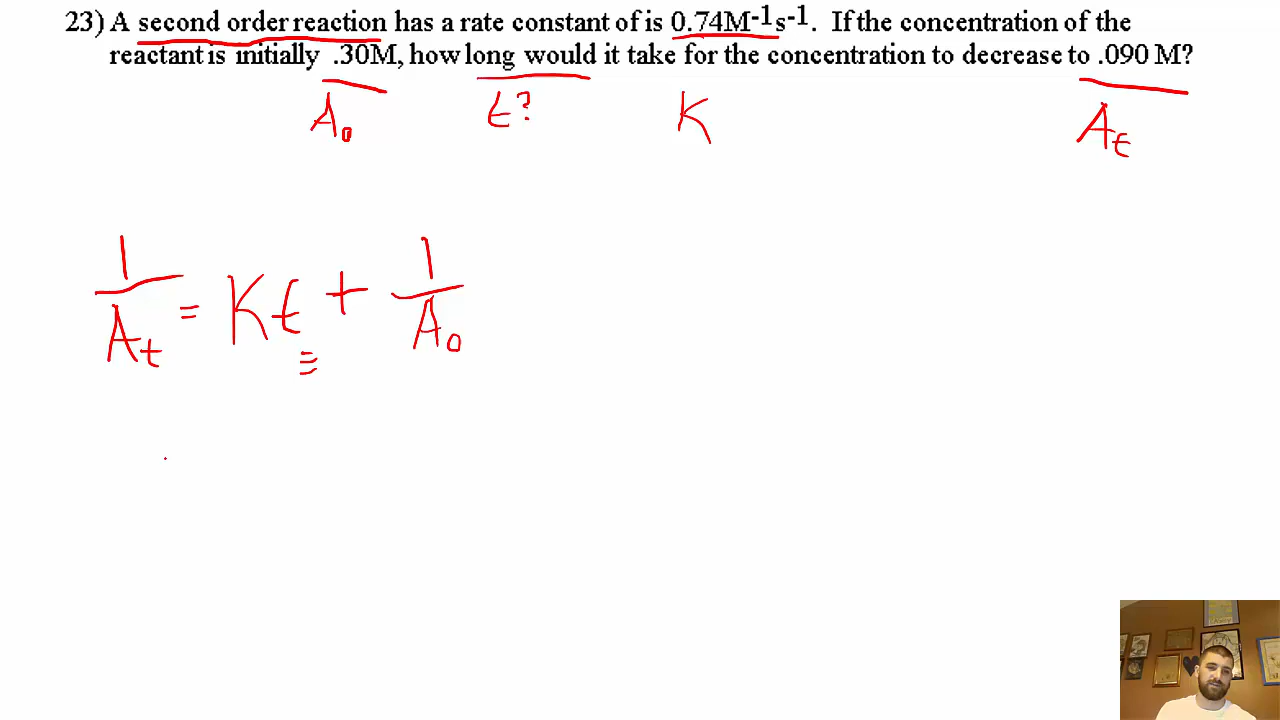 23) A second order reaction has a rate constant of is 0.74M-1s-1. If the concentration of the
reactant is initially .30M, how long would it take for the concentration to decrease to .090 M?
A0 t? K At
1/At = Kt + 1/A0